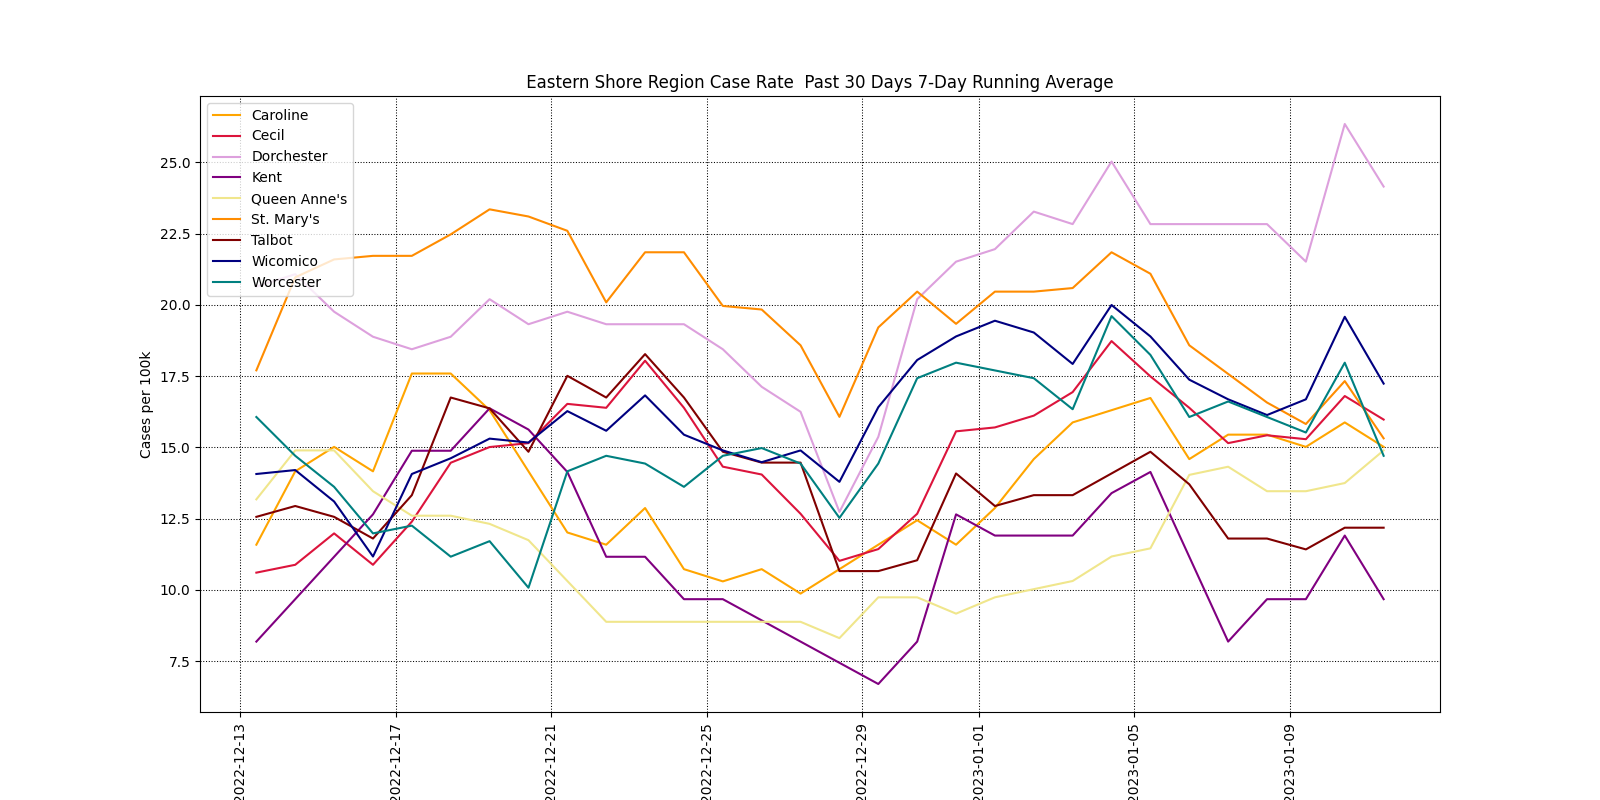 Eastern Shore Region Case Rate  Past 30 Days 7-Day Running Average
Caroline
Cecil
Dorchester
Kent
Queen Anne's
St. Mary's
Talbot
Wicomico
Worcester
Cases per 100k
25.0
22.5
20.0
17.5
15.0
12.5
10.0
7.5
2022-12-13
2022-12-17
2022-12-21
2022-12-25
2022-12-29
2023-01-01
2023-01-05
2023-01-09